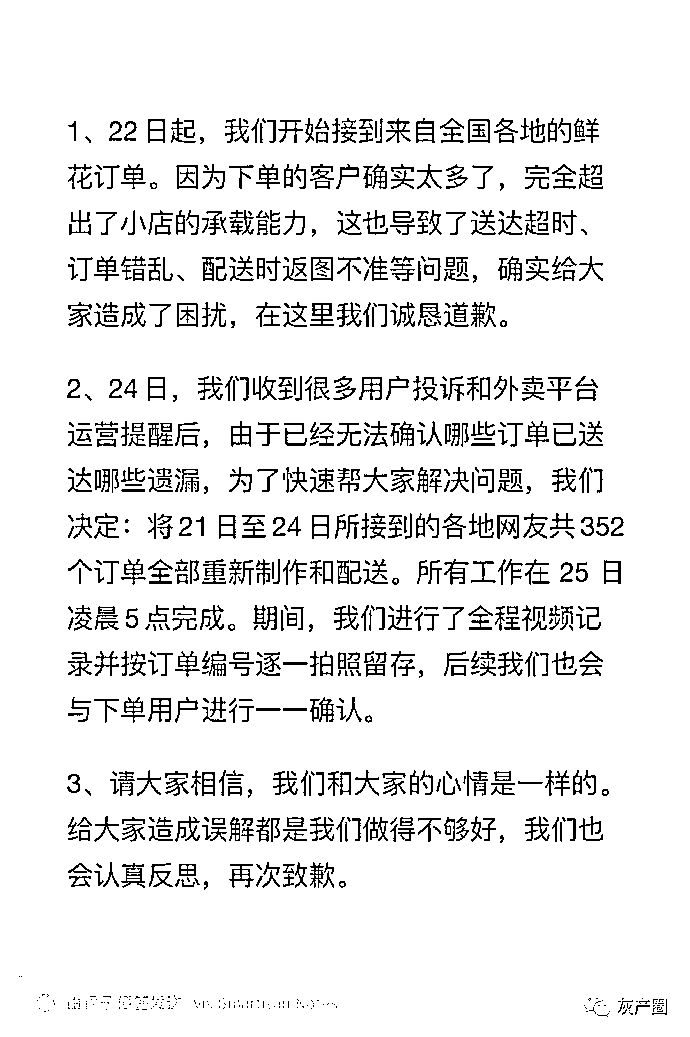 1、22日起，我们开始接到来自全国各地的鲜
花订单。因为下单的客户确实太多了，完全超
出了小店的承载能力，这也导致了送达超时、
订单错乱、配送时返图不准等问题，确实给大
家造成了困扰，在这里我们诚恳道歉。
2、24日，我们收到很多用户投诉和外卖平台
运营提醒后，由于已经无法确认哪些订单已送
达哪些遗漏，为了快速帮大家解决问题，我们
决定：将21日至24日所接到的各地网友共352
个订单全部重新制作和配送。所有工作在 25 日
凌晨5点完成。期间，我们进行了全程视频记
录并按订单编号逐一拍照留存，后续我们也会
与下单用户进行一一确认。
3、请大家相信，我们和大家的心情是一样的。
给大家造成误解都是我们做得不够好，我们也
会认真反思，再次致歉。
Smartisan Notes
灰产圈